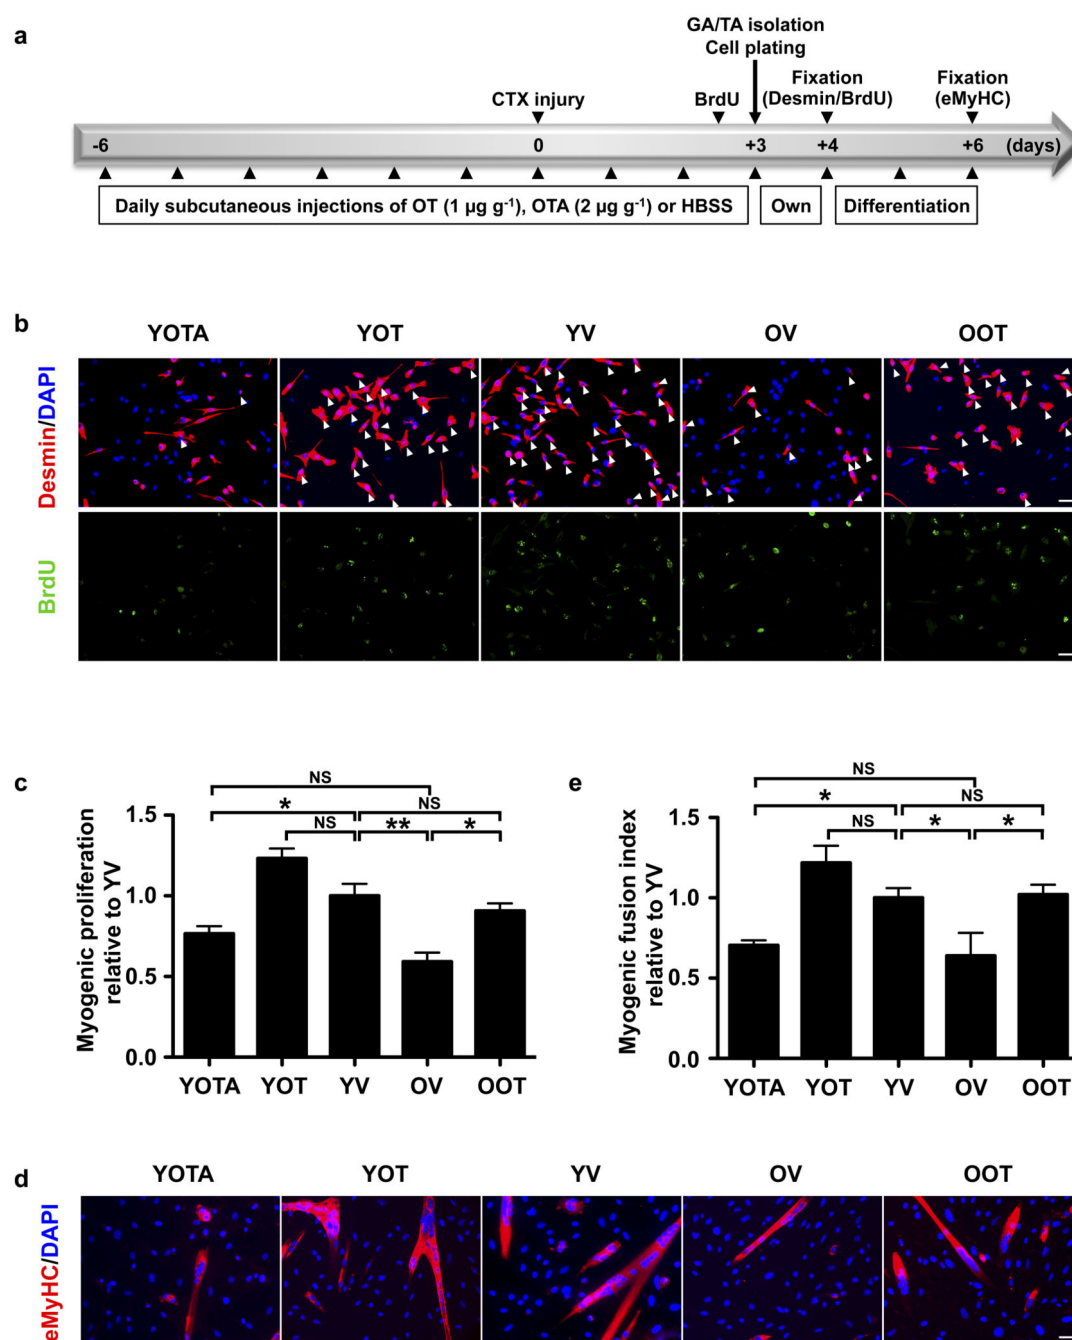 a
GA/TA isolation
Cell plating
CTX injury
BrdU
Fixation
(Desmin/BrdU)
Fixation
(eMyHC)
-6
0
+3
+4
+6
(days)
Daily subcutaneous injections of OT (1 µg g-1), OTA (2 µg g-1) or HBSS
Own
Differentiation
b
YOTA
YOT
YV
OV
OOT
Desmin/DAPI
BrdU
c
NS
*
NS
NS
**
*
1.5
1.0
0.5
0.0
Myogenic proliferation
relative to YV
YOTA
YOT
YV
OV
OOT
e
NS
*
NS
NS
*
*
1.5
1.0
0.5
0.0
Myogenic fusion index
relative to YV
YOTA
YOT
YV
OV
OOT
d
YOTA
YOT
YV
OV
OOT
eMyHC/DAPI